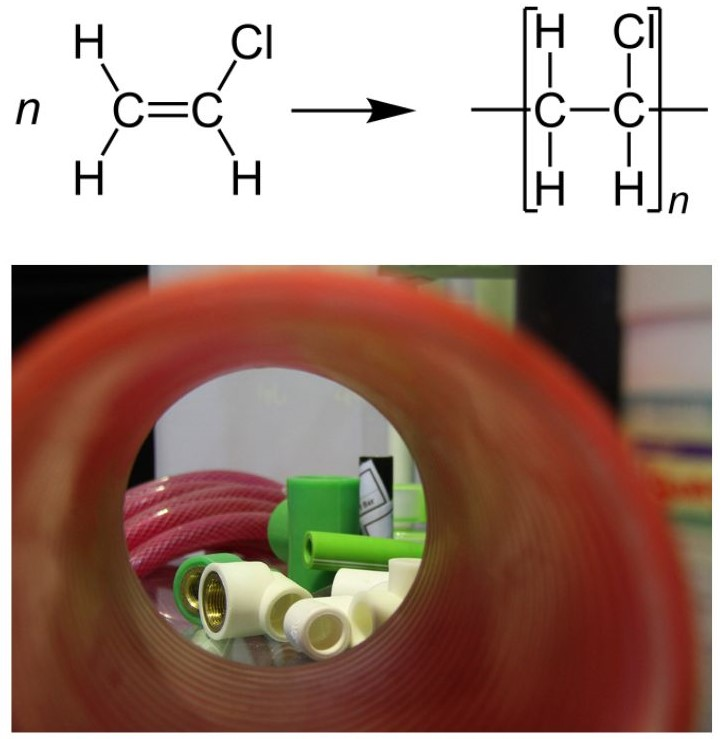 H Cl
n C=C
H H
H Cl
C—C
H H n